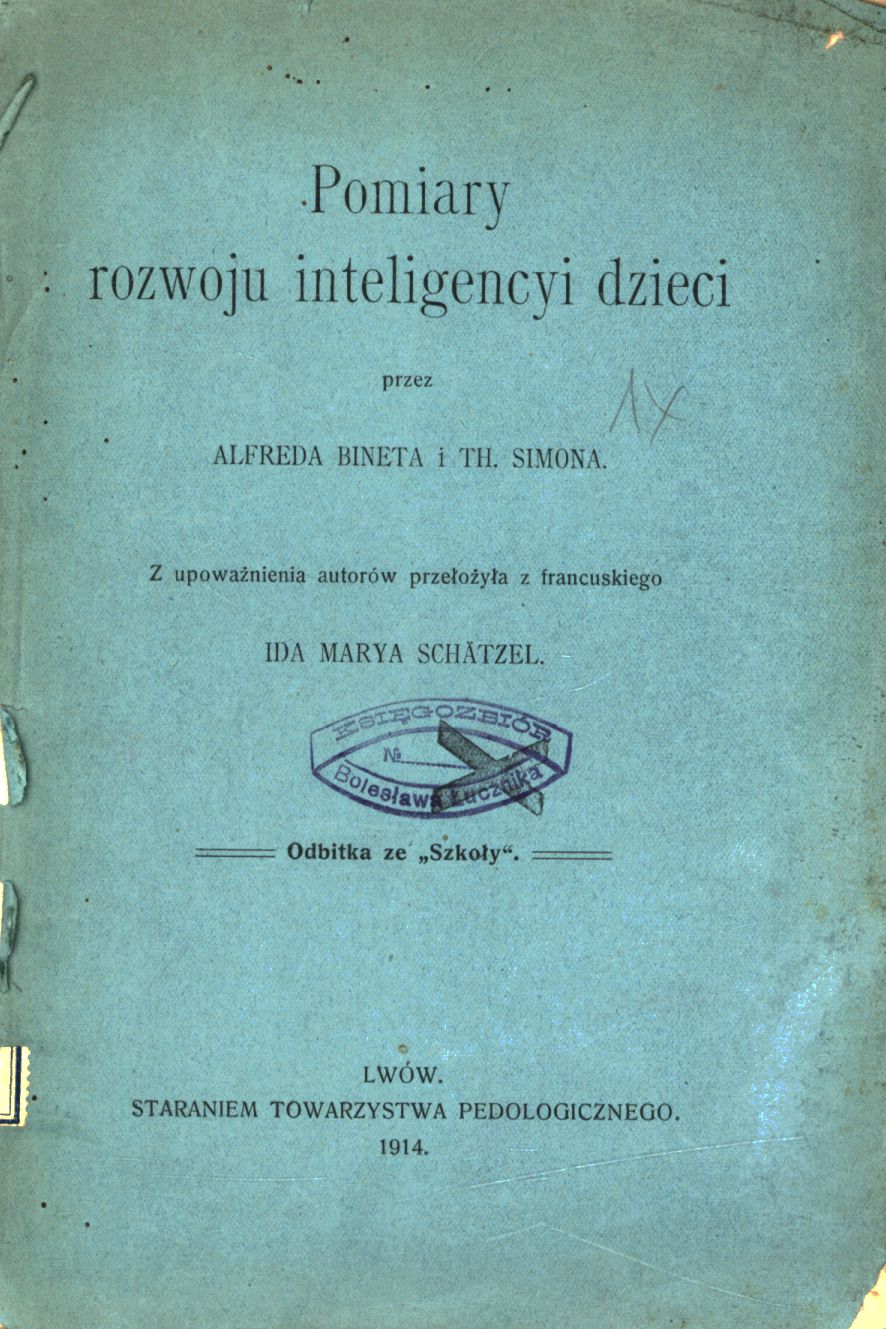 Pomiary
rozwoju inteligencyi dzieci
przez
ALFREDA BINETA i TH. SIMONA.
Z upoważnienia autorów przełożyła z francuskiego
IDA MARYA SCHÄTZEL.
KSIĘGOZBIÓR
№
Bolesława Łucznika
Odbitka ze „Szkoły“.
LWÓW.
STARANIEM TOWARZYSTWA PEDOLOGICZNEGO.
1914.